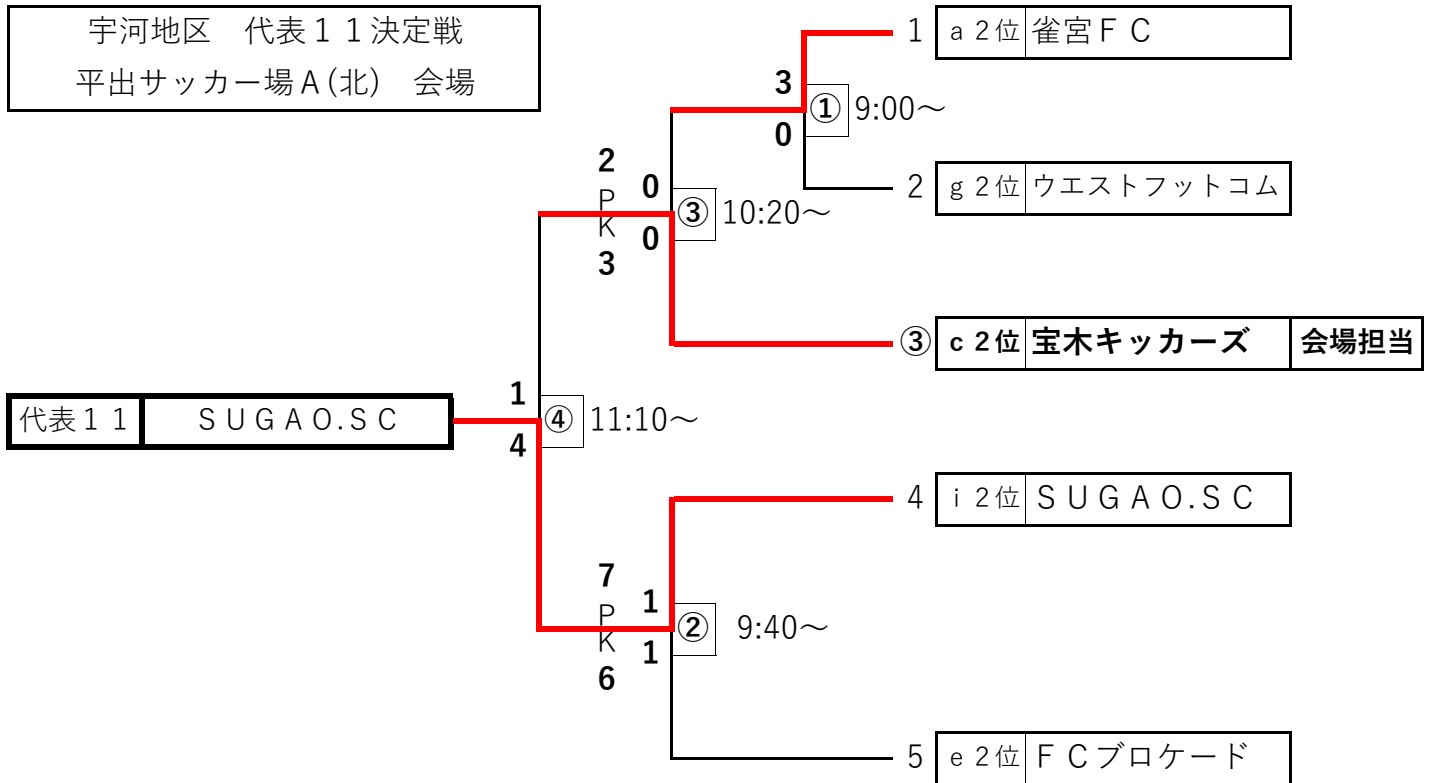 宇河地区　代表１１決定戦
平出サッカー場Ａ(北)　会場
1 ａ２位 雀宮ＦＣ
3
① 9:00～
0
2 ｇ２位 ウエストフットコム
2
ＰＫ
3
0
③ 10:20～
0
③ ｃ２位 宝木キッカーズ 会場担当
代表１１ ＳＵＧＡＯ.ＳＣ
1
④ 11:10～
4
4 ｉ２位 ＳＵＧＡＯ.ＳＣ
7
ＰＫ
6
1
② 9:40～
1
5 ｅ２位 ＦＣブロケード